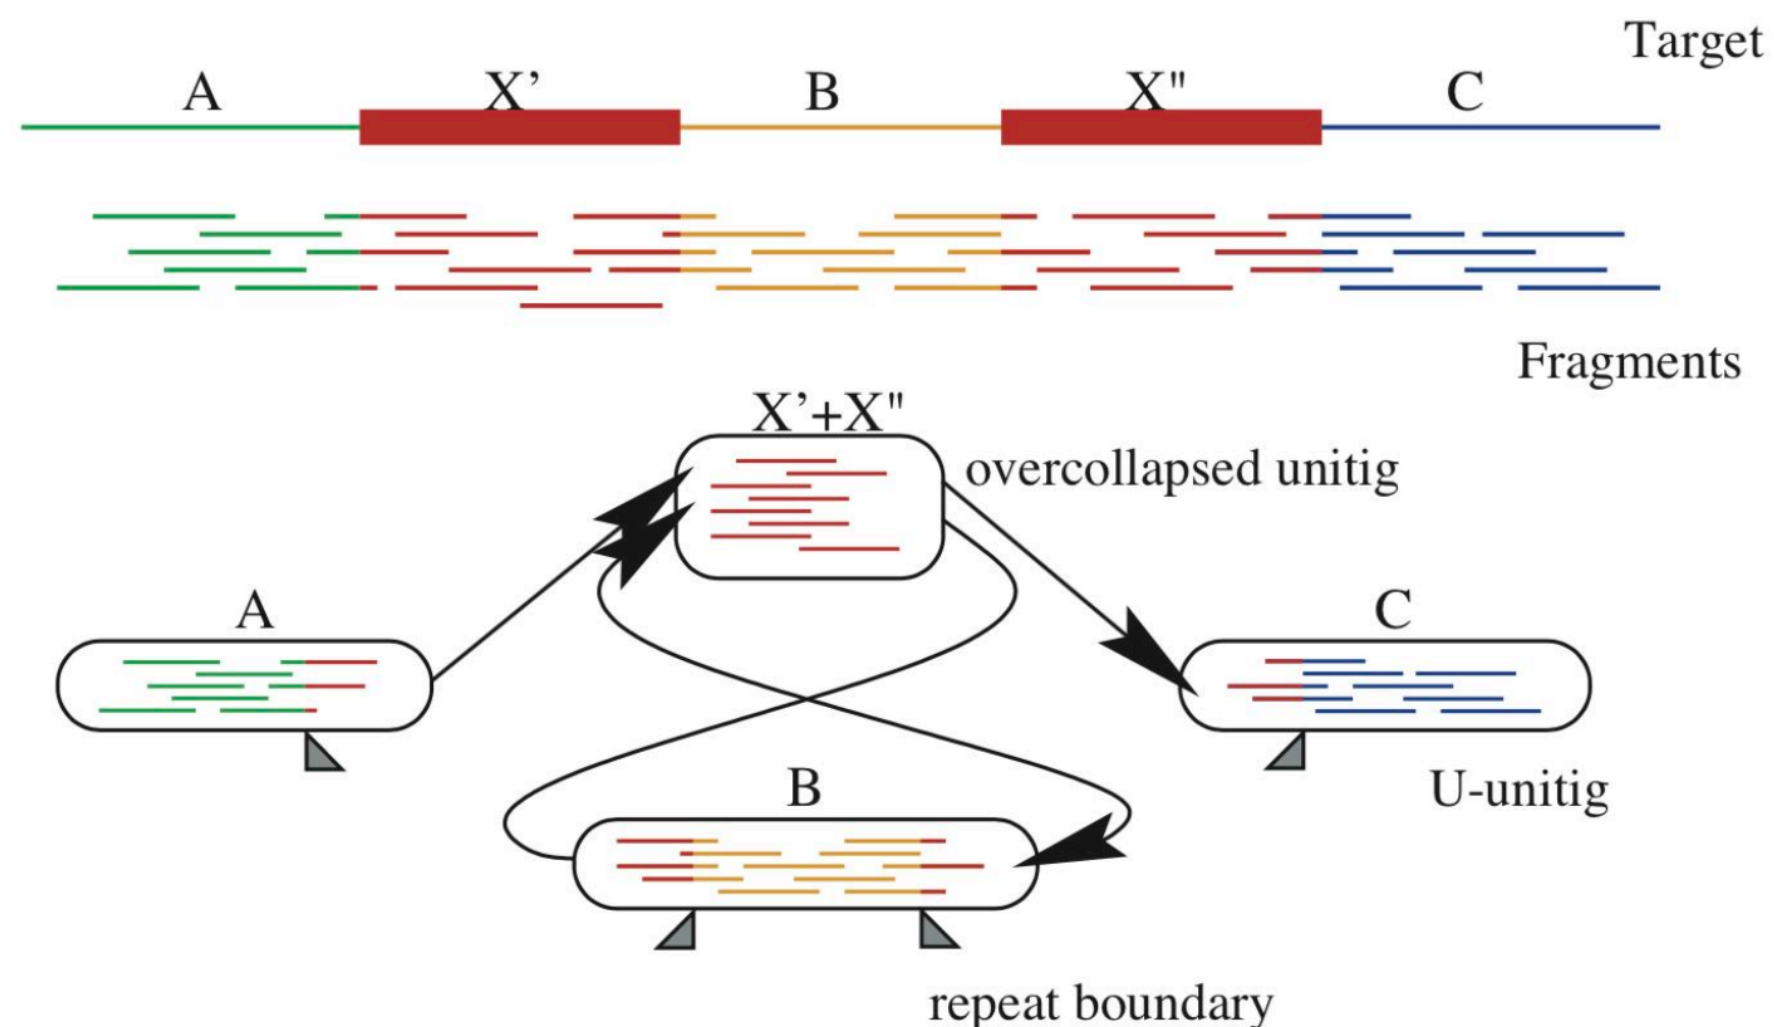 Target
A X' B X" C
Fragments
X'+X"
overcollapsed unitig
A
C
B
U-unitig
repeat boundary